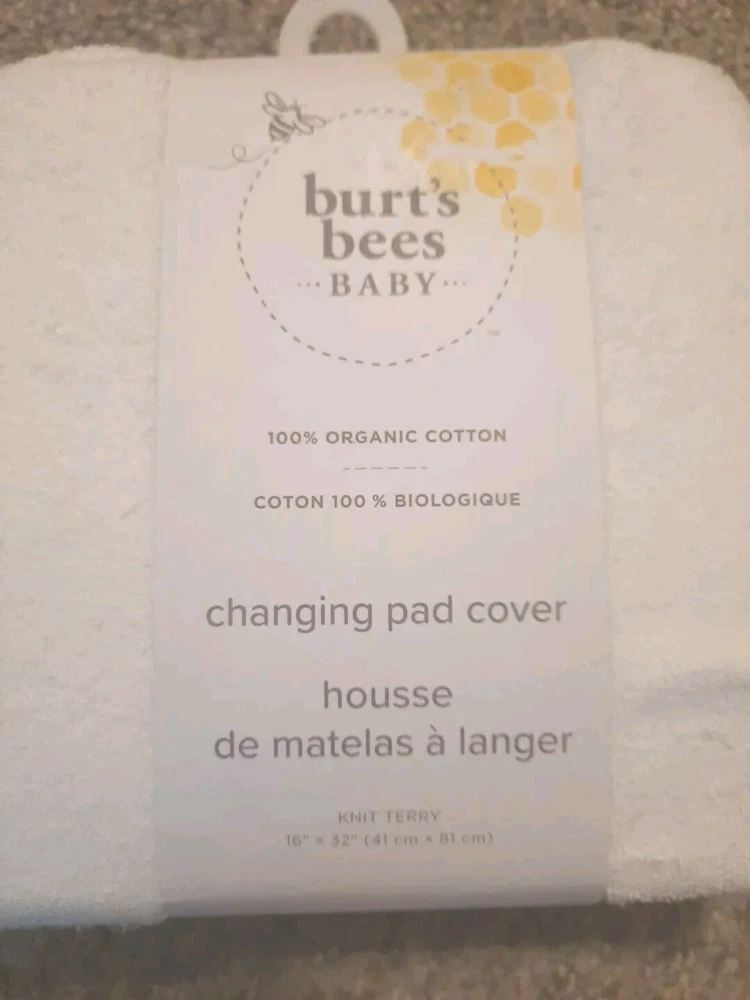 burt's
bees
BABY
TM
100% ORGANIC COTTON
COTON 100 % BIOLOGIQUE
changing pad cover
housse
de matelas à langer
KNIT TERRY
16" × 32" (41 cm × 81 cm)